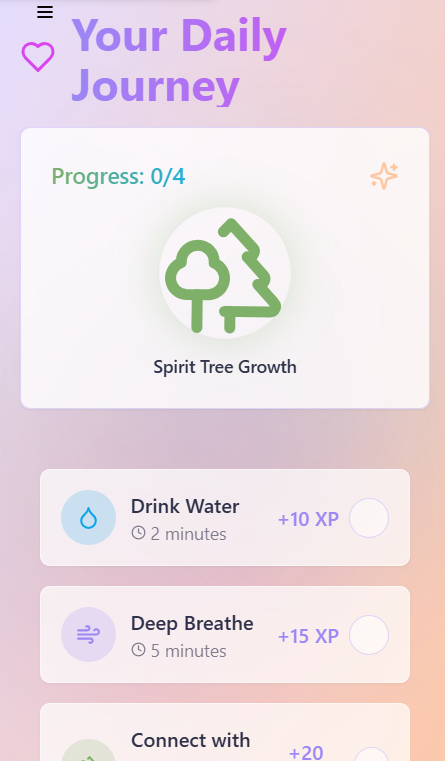 Your Daily
Journey
Progress: 0/4
Spirit Tree Growth
Drink Water
2 minutes
+10 XP
Deep Breathe
5 minutes
+15 XP
Connect with
+20